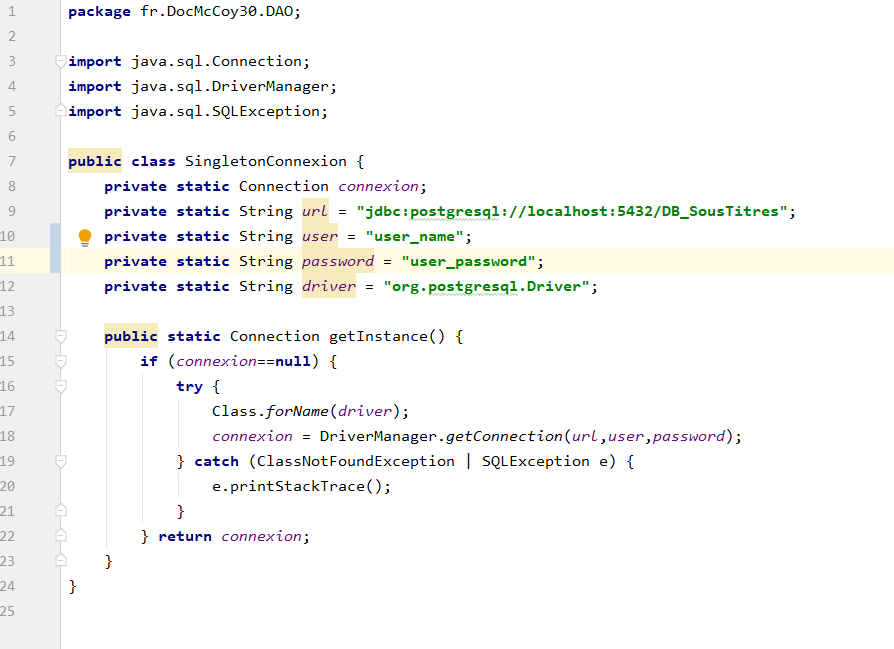 1 package fr.DocMcCoy30.DAO;
2
3 import java.sql.Connection;
4 import java.sql.DriverManager;
5 import java.sql.SQLException;
6
7 public class SingletonConnexion {
8     private static Connection connexion;
9     private static String url = "jdbc:postgresql://localhost:5432/DB_SousTitres";
10     private static String user = "user_name";
11     private static String password = "user_password";
12     private static String driver = "org.postgresql.Driver";
13
14     public static Connection getInstance() {
15         if (connexion==null) {
16             try {
17                 Class.forName(driver);
18                 connexion = DriverManager.getConnection(url,user,password);
19             } catch (ClassNotFoundException | SQLException e) {
20                 e.printStackTrace();
21             }
22         } return connexion;
23     }
24 }
25